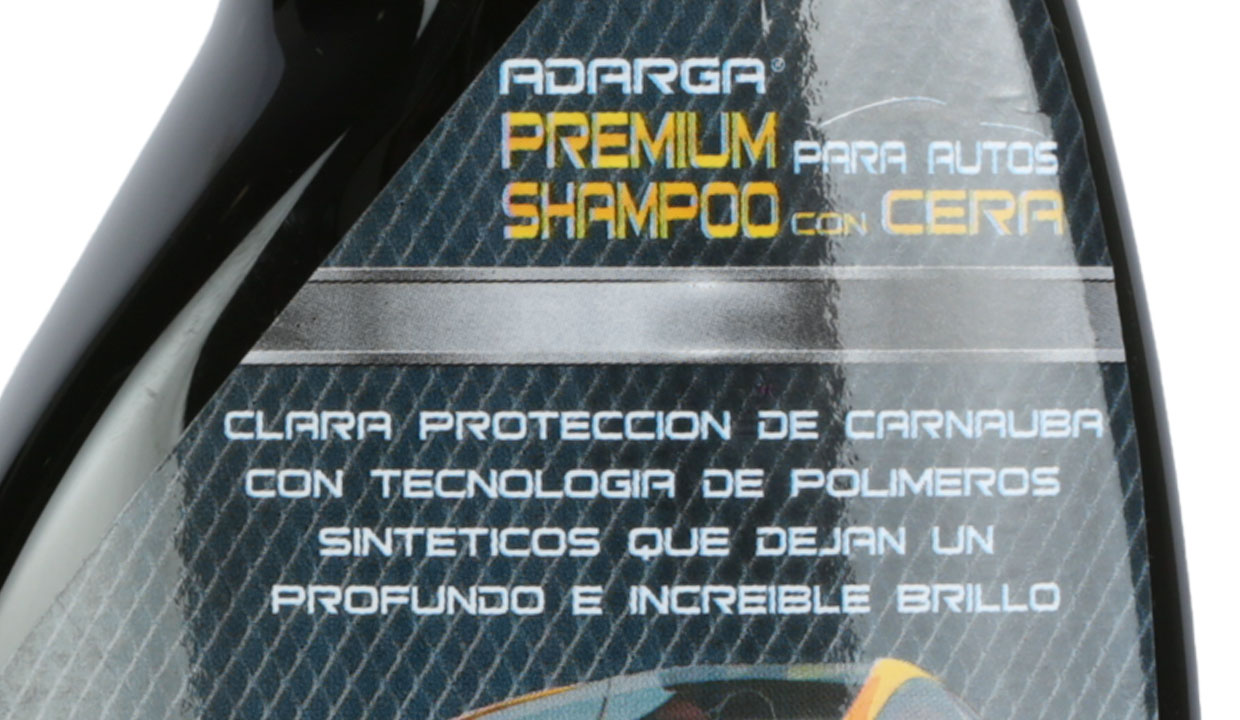 ADARGA®
PREMIUM PARA AUTOS
SHAMPOO CON CERA
CLARA PROTECCION DE CARNAUBA
CON TECNOLOGIA DE POLIMEROS
SINTETICOS QUE DEJAN UN
PROFUNDO E INCREIBLE BRILLO